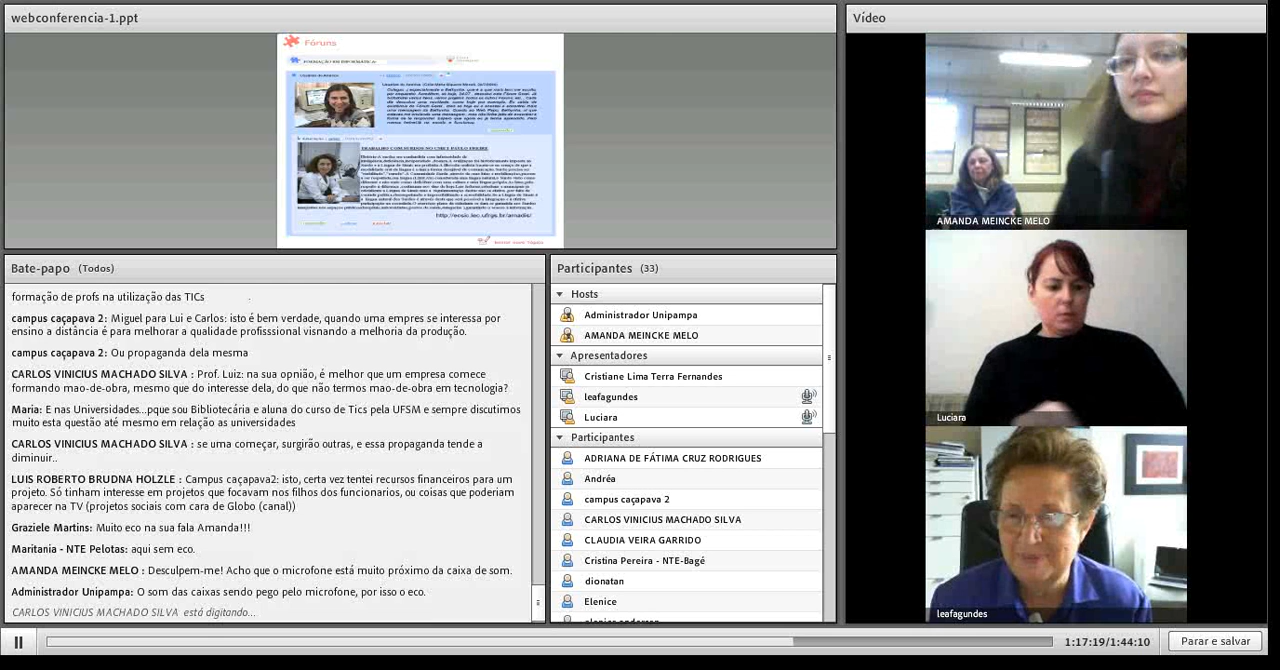 webconferencia-1.ppt
Fóruns
http://ecsic.lec.ufrgs.br/amadis/
Bate-papo (Todos)
formação de profs na utilização das TICs
campus caçapava 2: Miguel para Lui e Carlos: isto é bem verdade, quando uma empres se interessa por
ensino a distância é para melhorar a qualidade profisssional visnando a melhoria da produção.
campus caçapava 2: Ou propaganda dela mesma
CARLOS VINICIUS MACHADO SILVA : Prof. Luiz: na sua opnião, é melhor que um empresa comece
formando mao-de-obra, mesmo que do interesse dela, do que não termos mao-de-obra em tecnologia?
Maria: E nas Universidades...pque sou Bibliotecária e aluna do curso de Tics pela UFSM e sempre discutimos
muito esta questão até mesmo em relação as universidades
CARLOS VINICIUS MACHADO SILVA : se uma começar, surgirão outras, e essa propaganda tende a
diminuir..
LUIS ROBERTO BRUDNA HOLZLE : Campus caçapava2: isto, certa vez tentei recursos financeiros para um
projeto. Só tinham interesse em projetos que focavam nos filhos dos funcionarios, ou coisas que poderiam
aparecer na TV (projetos sociais com cara de Globo (canal))
Graziele Martins: Muito eco na sua fala Amanda!!!
Maritania - NTE Pelotas: aqui sem eco.
AMANDA MEINCKE MELO : Desculpem-me! Acho que o microfone está muito próximo da caixa de som.
Administrador Unipampa: O som das caixas sendo pego pelo microfone, por isso o eco.
CARLOS VINICIUS MACHADO SILVA está digitando...
Participantes (33)
Hosts
Administrador Unipampa
AMANDA MEINCKE MELO
Apresentadores
Cristiane Lima Terra Fernandes
leafagundes
Luciara
Participantes
ADRIANA DE FÁTIMA CRUZ RODRIGUES
Andréa
campus caçapava 2
CARLOS VINICIUS MACHADO SILVA
CLAUDIA VEIRA GARRIDO
Cristina Pereira - NTE-Bagé
dionatan
Elenice
Vídeo
AMANDA MEINCKE MELO
Luciara
leafagundes
1:17:19/1:44:10
Parar e salvar